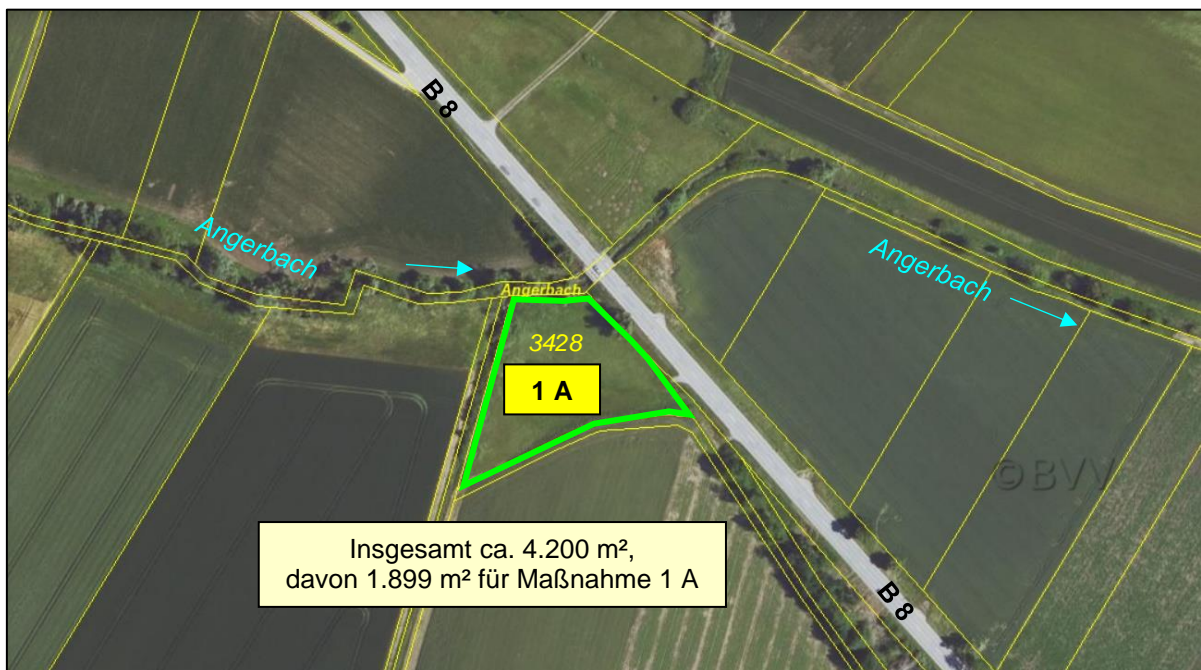 B 8
Angerbach
Angerbach
Angerbach
3428
1 A
©BVV
Insgesamt ca. 4.200 m²,
davon 1.899 m² für Maßnahme 1 A
B 8